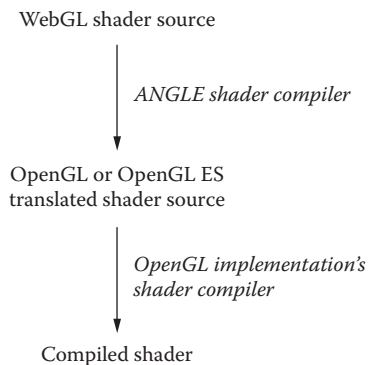 WebGL shader source
ANGLE shader compiler
OpenGL or OpenGL ES
translated shader source
OpenGL implementation's
shader compiler
Compiled shader